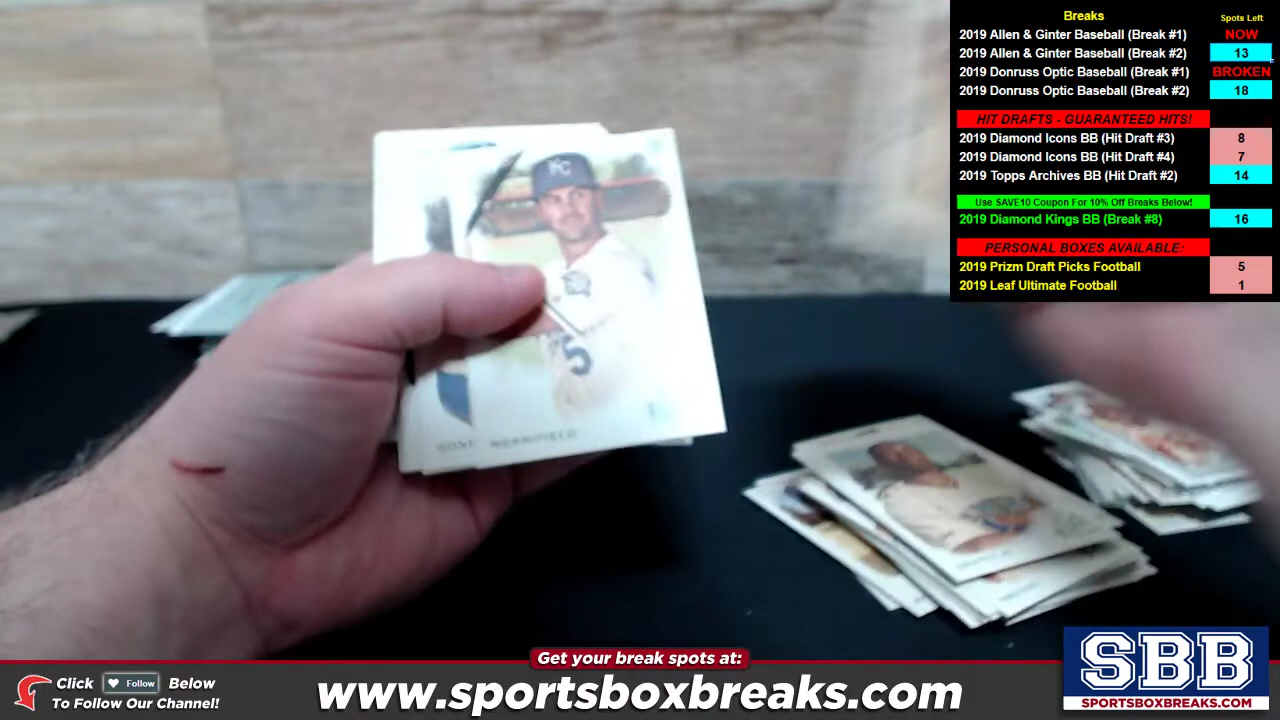 Breaks Spots Left
2019 Allen & Ginter Baseball (Break #1) NOW
2019 Allen & Ginter Baseball (Break #2) 13
2019 Donruss Optic Baseball (Break #1) BROKEN
2019 Donruss Optic Baseball (Break #2) 18
HIT DRAFTS - GUARANTEED HITS!
2019 Diamond Icons BB (Hit Draft #3) 8
2019 Diamond Icons BB (Hit Draft #4) 7
2019 Topps Archives BB (Hit Draft #2) 14
Use SAVE10 Coupon For 10% Off Breaks Below!
2019 Diamond Kings BB (Break #8) 16
PERSONAL BOXES AVAILABLE:
2019 Prizm Draft Picks Football 5
2019 Leaf Ultimate Football 1
KC
5
MERRIFIELD
Get your break spots at:
www.sportsboxbreaks.com
Click Follow Below
To Follow Our Channel!
SBB
SPORTSBOXBREAKS.COM